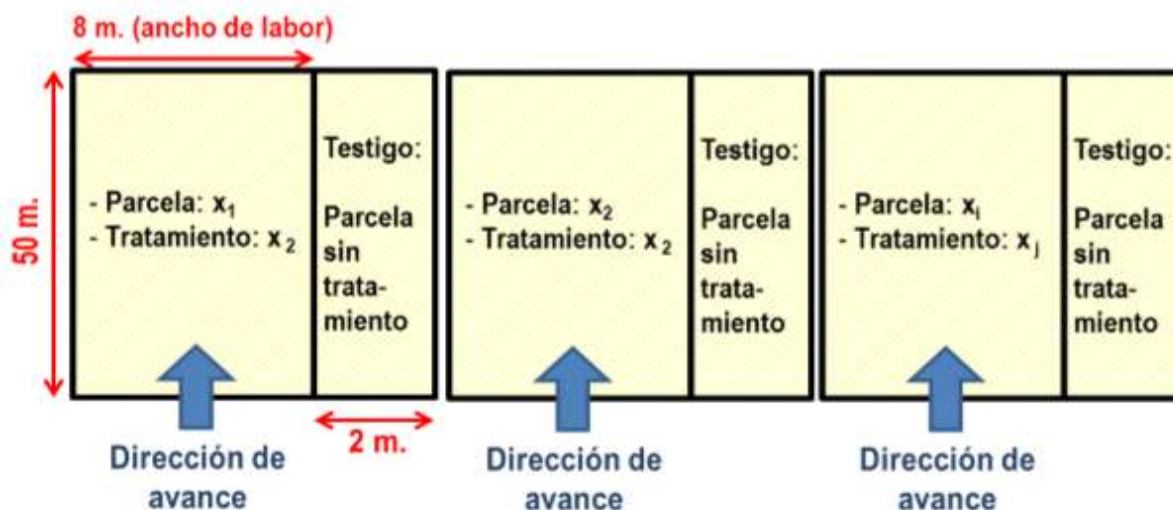 8 m. (ancho de labor)
50 m.
- Parcela: x₁
- Tratamiento: x₂
Testigo:
Parcela
sin
trata-
miento
- Parcela: x₂
- Tratamiento: x₂
Testigo:
Parcela
sin
trata-
miento
- Parcela: xᵢ
- Tratamiento: xⱼ
Testigo:
Parcela
sin
trata-
miento
2 m.
Dirección de
avance
Dirección de
avance
Dirección de
avance